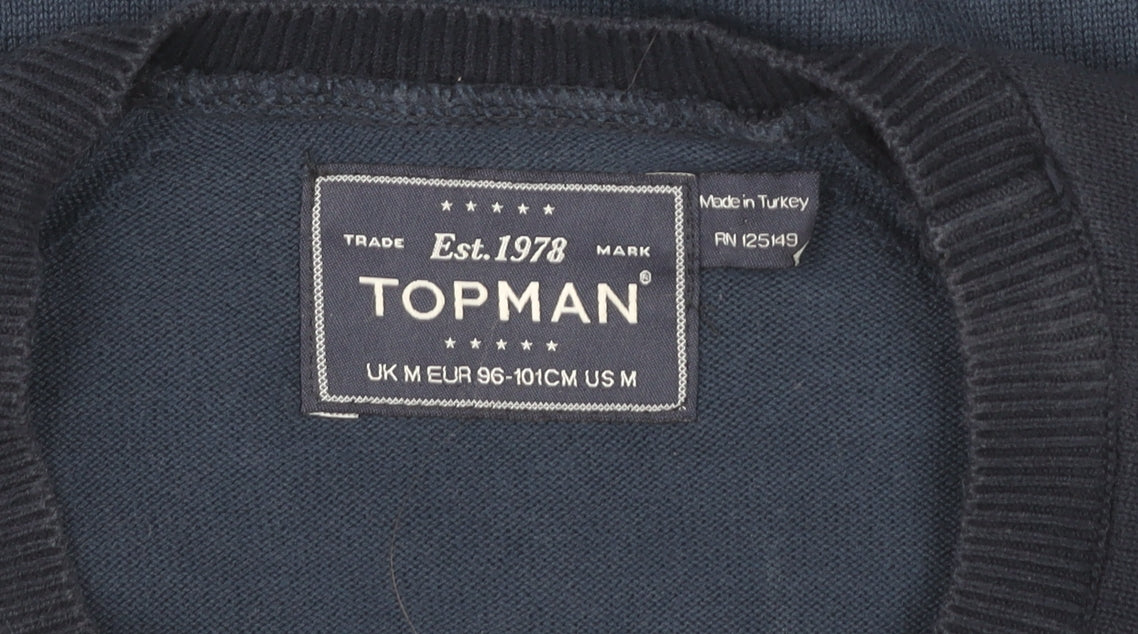 TRADE Est.1978 MARK
TOPMAN®
UK M EUR 96-101CM US M
Made in Turkey
RN 125149